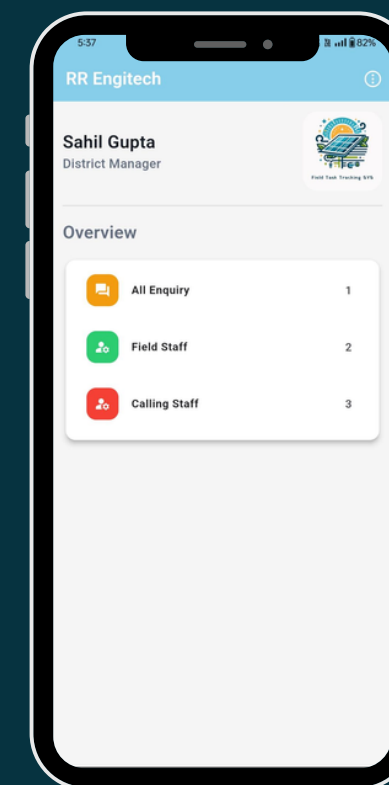 5:37
82%
RR Engitech
Sahil Gupta
District Manager
Field Task Tracking SYS
Overview
All Enquiry 1
Field Staff 2
Calling Staff 3